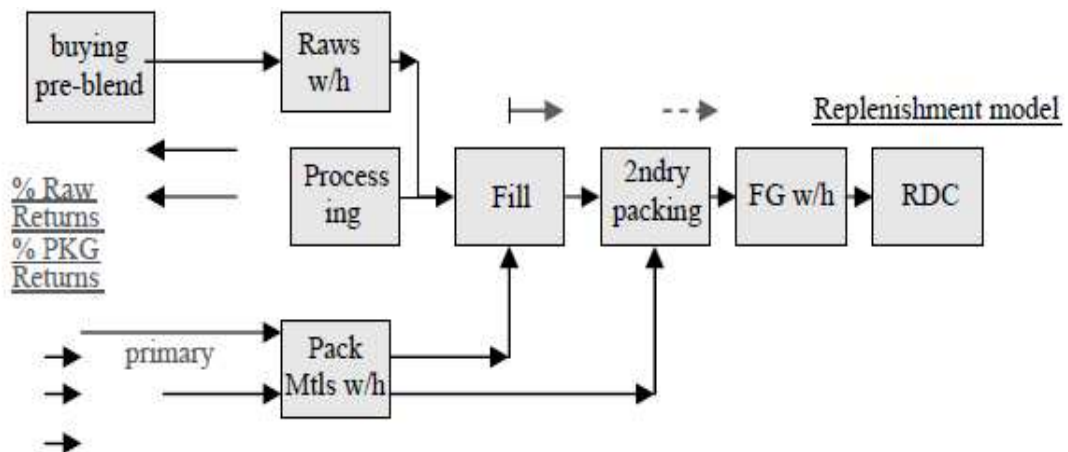 buying
pre-blend
Raws
w/h
Replenishment model
% Raw
Returns
% PKG
Returns
Process
ing
Fill
2ndry
packing
FG w/h
RDC
primary
Pack
Mtls w/h